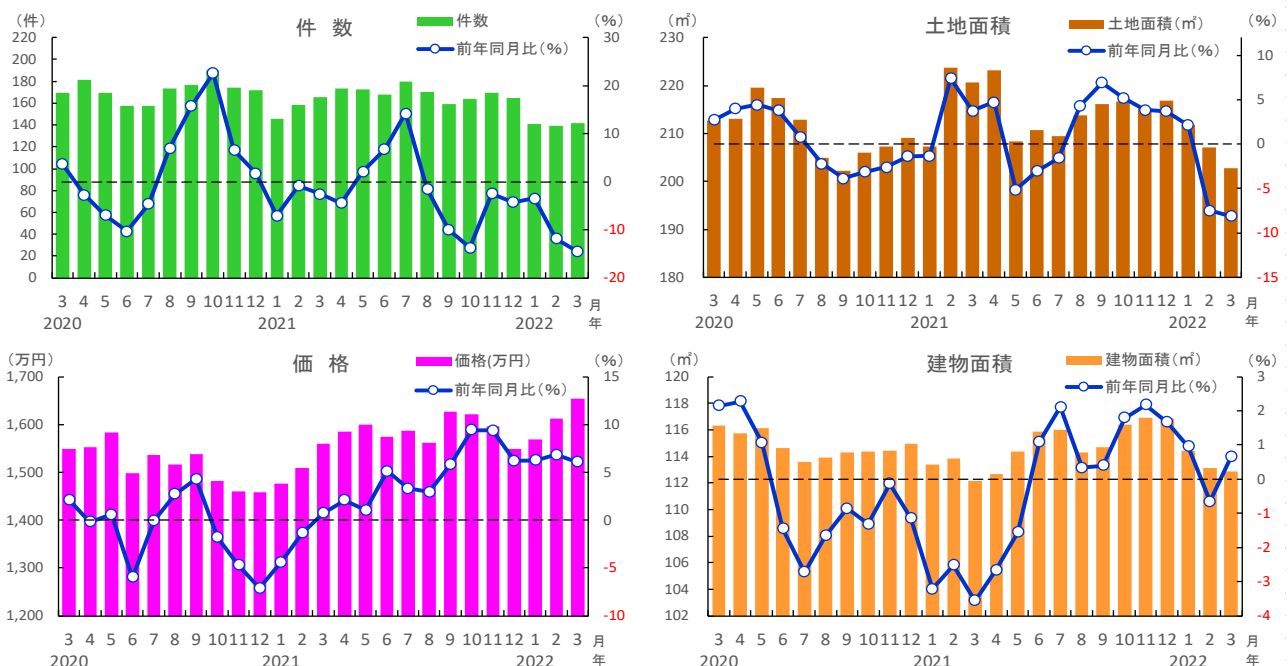 (件) 件 数 件数 (%)
前年同月比(%)
220 30
200
180 20
160
140 10
120
100 0
80
60 -10
40
20
0 -20
3 4 5 6 7 8 9 10 11 12 1 2 3 4 5 6 7 8 9 10 11 12 1 2 3 月
2020 2021 2022 年
(㎡) 土地面積 土地面積(㎡) (%)
前年同月比(%)
230 10
220 5
210 0
200 -5
190 -10
180 -15
3 4 5 6 7 8 9 10 11 12 1 2 3 4 5 6 7 8 9 10 11 12 1 2 3 月
2020 2021 2022 年
(万円) 価 格 価格(万円) (%)
前年同月比(%)
1,700 15
1,600 10
1,500 5
1,400 0
1,300 -5
1,200 -10
3 4 5 6 7 8 9 10 11 12 1 2 3 4 5 6 7 8 9 10 11 12 1 2 3 月
2020 2021 2022 年
(㎡) 建物面積 建物面積(㎡) (%)
前年同月比(%)
120 3
118 2
116 1
114 0
112 -1
110 -2
108 -3
106 -4
104
102
3 4 5 6 7 8 9 10 11 12 1 2 3 4 5 6 7 8 9 10 11 12 1 2 3 月
2020 2021 2022 年